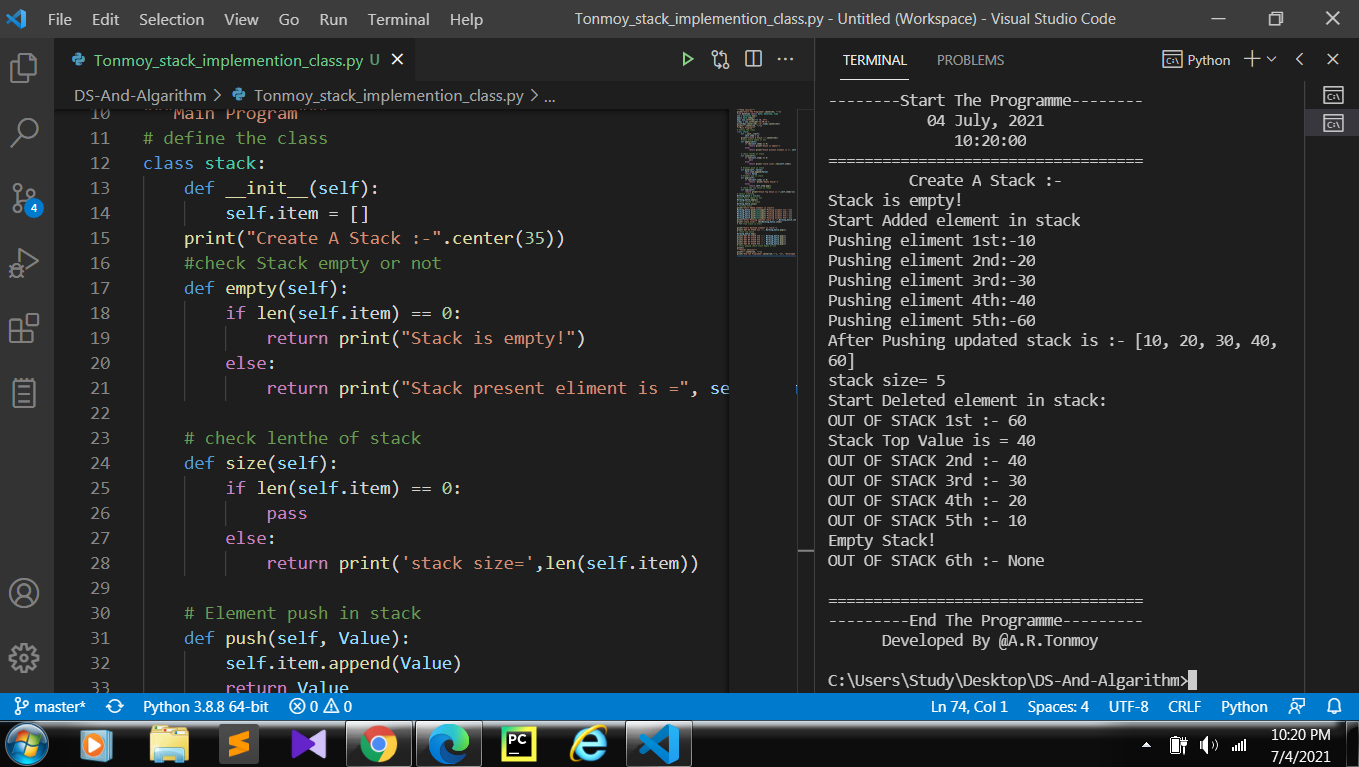 File Edit Selection View Go Run Terminal Help Tonmoy_stack_implemention_class.py - Untitled (Workspace) - Visual Studio Code
Tonmoy_stack_implemention_class.py U
DS-And-Algarithm > Tonmoy_stack_implemention_class.py > ...
10 """Main Program"""
11 # define the class
12 class stack:
13 def __init__(self):
14 self.item = []
15 print("Create A Stack :-".center(35))
16 #check Stack empty or not
17 def empty(self):
18 if len(self.item) == 0:
19 return print("Stack is empty!")
20 else:
21 return print("Stack present eliment is =", se
22
23 # check lenthe of stack
24 def size(self):
25 if len(self.item) == 0:
26 pass
27 else:
28 return print('stack size=',len(self.item))
29
30 # Element push in stack
31 def push(self, Value):
32 self.item.append(Value)
33 return Value
TERMINAL PROBLEMS Python
--------Start The Programme--------
04 July, 2021
10:20:00
===================================
Create A Stack :-
Stack is empty!
Start Added element in stack
Pushing eliment 1st:-10
Pushing eliment 2nd:-20
Pushing eliment 3rd:-30
Pushing eliment 4th:-40
Pushing eliment 5th:-60
After Pushing updated stack is :- [10, 20, 30, 40,
60]
stack size= 5
Start Deleted element in stack:
OUT OF STACK 1st :- 60
Stack Top Value is = 40
OUT OF STACK 2nd :- 40
OUT OF STACK 3rd :- 30
OUT OF STACK 4th :- 20
OUT OF STACK 5th :- 10
Empty Stack!
OUT OF STACK 6th :- None
===================================
---------End The Programme---------
Developed By @A.R.Tonmoy
C:\Users\Study\Desktop\DS-And-Algarithm>
4
master* Python 3.8.8 64-bit 0 0 Ln 74, Col 1 Spaces: 4 UTF-8 CRLF Python
PC
10:20 PM
7/4/2021